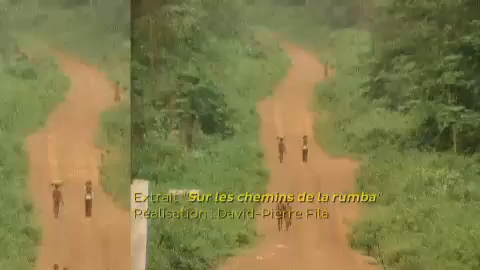 Extrait "Sur les chemins de la rumba"
Réalisation : David-Pierre Fila